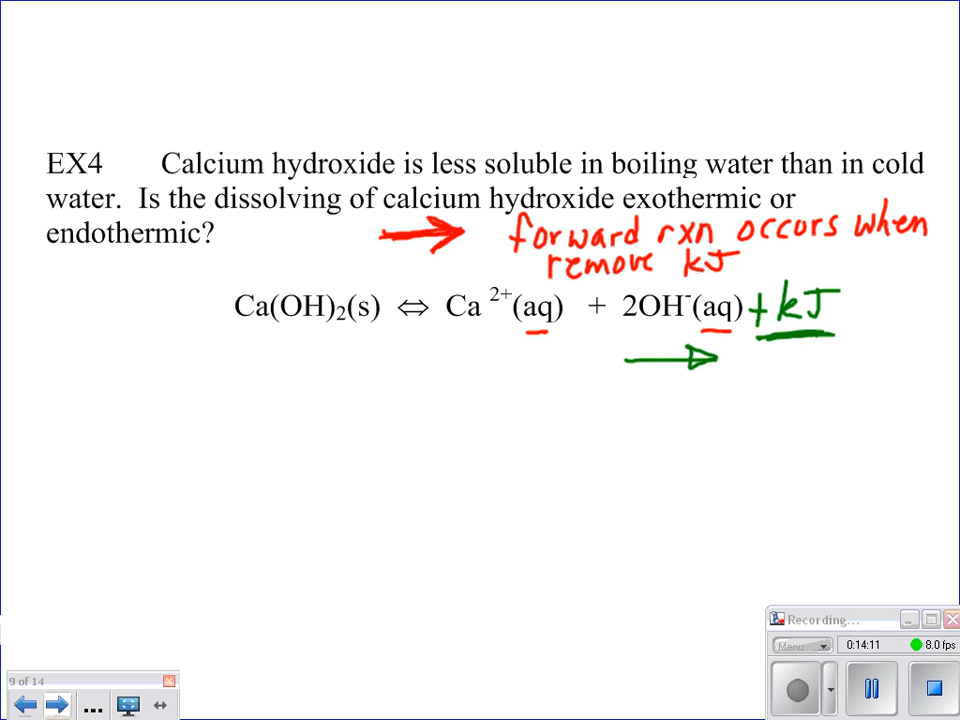 EX4 Calcium hydroxide is less soluble in boiling water than in cold
water. Is the dissolving of calcium hydroxide exothermic or
endothermic?
forward rxn occurs when
remove kJ
Ca(OH)₂(s) ⇔ Ca ²⁺(aq) + 2OH⁻(aq) + kJ
Recording...
Menu
0:14:11
8.0 fps
9 of 14
...